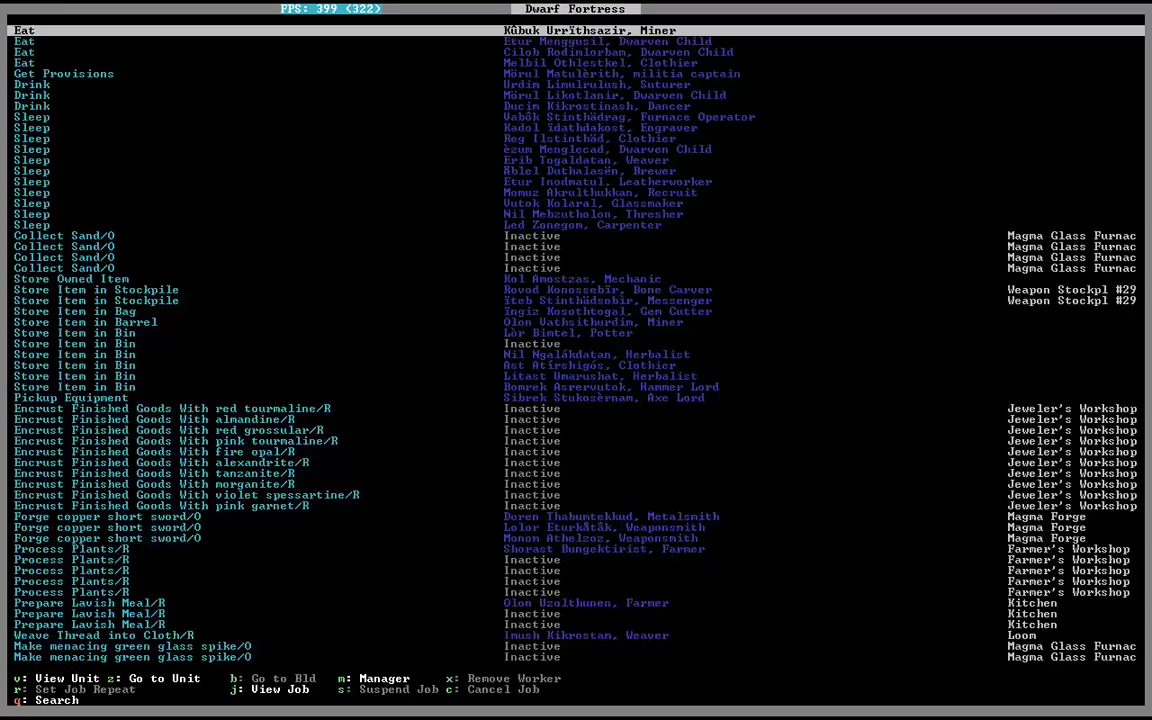 FPS: 399 (322) Dwarf Fortress
Eat Kûbuk Urrïthsazir, Miner
Eat Etur Menggusil, Dwarven Child
Eat Cilob Rodimlorbam, Dwarven Child
Eat Melbil Othlestkel, Clothier
Get Provisions Mörul Matulèrith, militia captain
Drink Urdim Limulrulush, Suturer
Drink Mörul Likotlanir, Dwarven Child
Drink Ducim Kikrostinash, Dancer
Sleep Vabôk Stinthädrag, Furnace Operator
Sleep Kadol ïdathdakost, Engraver
Sleep Reg Ilstinthäd, Clothier
Sleep èzum Menglecad, Dwarven Child
Sleep Erib Togaldatan, Weaver
Sleep Åblel Duthalasën, Brewer
Sleep Etur Inodmatul, Leatherworker
Sleep Momuz Akrulthukkan, Recruit
Sleep Vutok Kolaral, Glassmaker
Sleep Nil Mebzutholon, Thresher
Sleep Led Zonegom, Carpenter
Collect Sand/O Inactive Magma Glass Furnac
Collect Sand/O Inactive Magma Glass Furnac
Collect Sand/O Inactive Magma Glass Furnac
Collect Sand/O Inactive Magma Glass Furnac
Store Owned Item Kol Amostzas, Mechanic
Store Item in Stockpile Rovod Konossebïr, Bone Carver Weapon Stockpl #29
Store Item in Stockpile ïteb Stinthädsobir, Messenger Weapon Stockpl #29
Store Item in Bag ïngiz Kosothtogal, Gem Cutter
Store Item in Barrel Olon Vathsithurdim, Miner
Store Item in Bin Lòr Bimtel, Potter
Store Item in Bin Inactive
Store Item in Bin Nil Ngalákdatan, Herbalist
Store Item in Bin Ast Atírshigós, Clothier
Store Item in Bin Litast Umarushat, Herbalist
Store Item in Bin Bomrek Asrervutok, Hammer Lord
Pickup Equipment Sibrek Stukosèrnam, Axe Lord
Encrust Finished Goods With red tourmaline/R Inactive Jeweler's Workshop
Encrust Finished Goods With almandine/R Inactive Jeweler's Workshop
Encrust Finished Goods With red grossular/R Inactive Jeweler's Workshop
Encrust Finished Goods With pink tourmaline/R Inactive Jeweler's Workshop
Encrust Finished Goods With fire opal/R Inactive Jeweler's Workshop
Encrust Finished Goods With alexandrite/R Inactive Jeweler's Workshop
Encrust Finished Goods With tanzanite/R Inactive Jeweler's Workshop
Encrust Finished Goods With morganite/R Inactive Jeweler's Workshop
Encrust Finished Goods With violet spessartine/R Inactive Jeweler's Workshop
Encrust Finished Goods With pink garnet/R Inactive Jeweler's Workshop
Forge copper short sword/O Doren Thabumtekkud, Metalsmith Magma Forge
Forge copper short sword/O Lolor Eturkåtâk, Weaponsmith Magma Forge
Forge copper short sword/O Monom Athelzoz, Weaponsmith Magma Forge
Process Plants/R Shorast Bungektirist, Farmer Farmer's Workshop
Process Plants/R Inactive Farmer's Workshop
Process Plants/R Inactive Farmer's Workshop
Process Plants/R Inactive Farmer's Workshop
Process Plants/R Inactive Farmer's Workshop
Prepare Lavish Meal/R Olon Uzolthunen, Farmer Kitchen
Prepare Lavish Meal/R Inactive Kitchen
Prepare Lavish Meal/R Inactive Kitchen
Weave Thread into Cloth/R Imush Kikrostam, Weaver Loom
Make menacing green glass spike/O Inactive Magma Glass Furnac
Make menacing green glass spike/O Inactive Magma Glass Furnac
v: View Unit z: Go to Unit b: Go to Bld m: Manager x: Remove Worker
r: Set Job Repeat j: View Job s: Suspend Job c: Cancel Job
q: Search